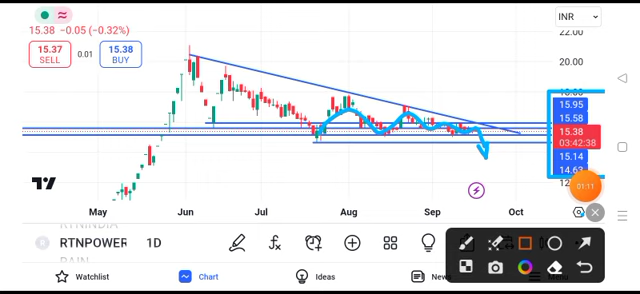 15.38 −0.05 (−0.32%)
INR
15.37
SELL
0.01
15.38
BUY
22.00
20.00
15.95
15.58
15.38
03:42:38
15.14
14.63
01:11
May
Jun
Jul
Aug
Sep
Oct
RTNPOWER
1D
Watchlist
Chart
Ideas
News